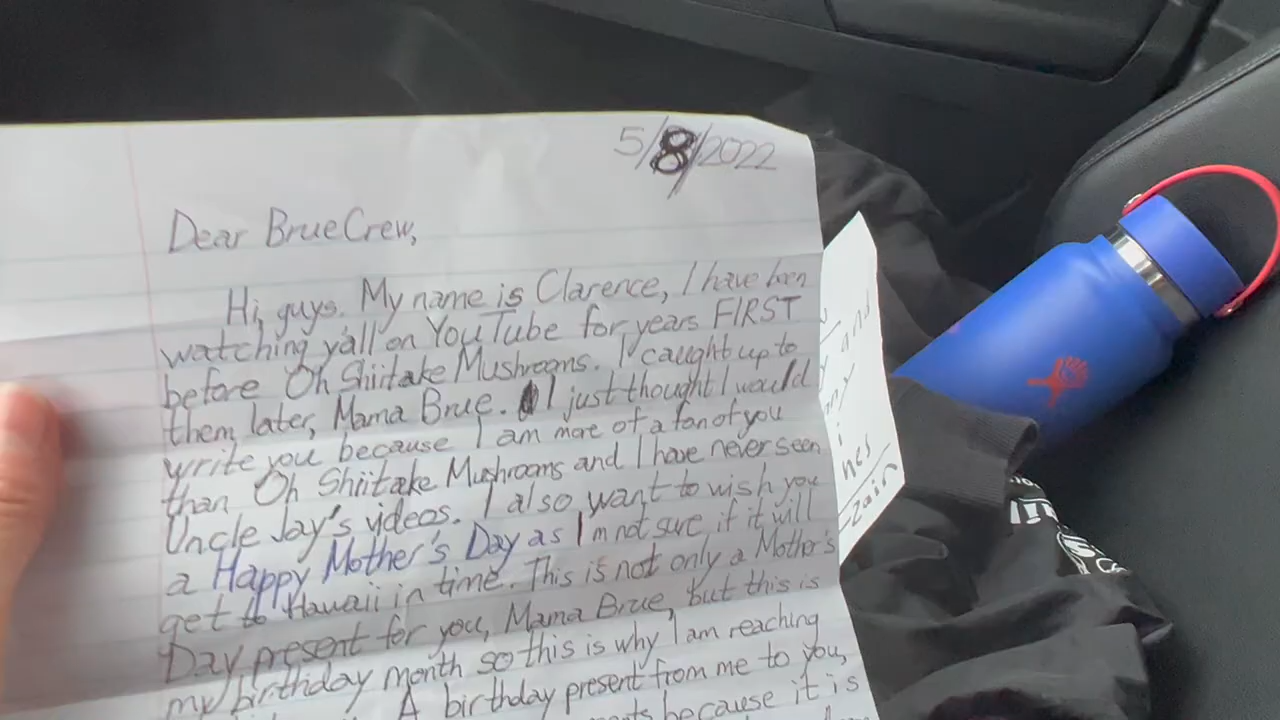 5/8/2022
Dear Brue Crew,
Hi, guys. My name is Clarence, I have been
watching y'all on YouTube for years FIRST
before Oh Shiitake Mushrooms. I caught up to
them later, Mama Brue. I just thought I would
write you because I am more of a fan of you
than Oh Shiitake Mushrooms and I have never seen
Uncle Jay's videos. I also want to wish you
a Happy Mother's Day as I'm not sure if it will
get to Hawaii in time. This is not only a Mother's
Day present for you, Mama Brue, but this is
my birthday month so this is why I am reaching
A birthday present from me to you,
because it is
and